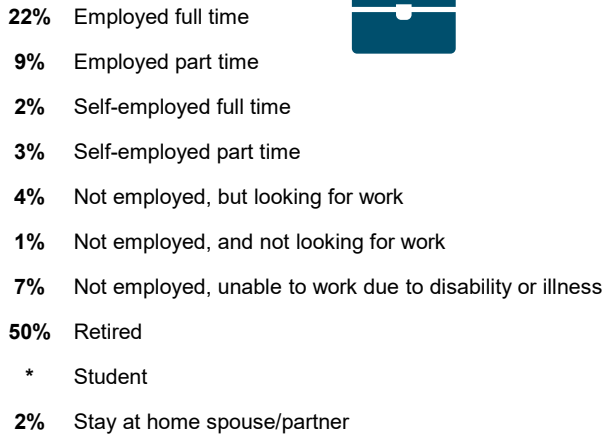 22% Employed full time
9% Employed part time
2% Self-employed full time
3% Self-employed part time
4% Not employed, but looking for work
1% Not employed, and not looking for work
7% Not employed, unable to work due to disability or illness
50% Retired
* Student
2% Stay at home spouse/partner